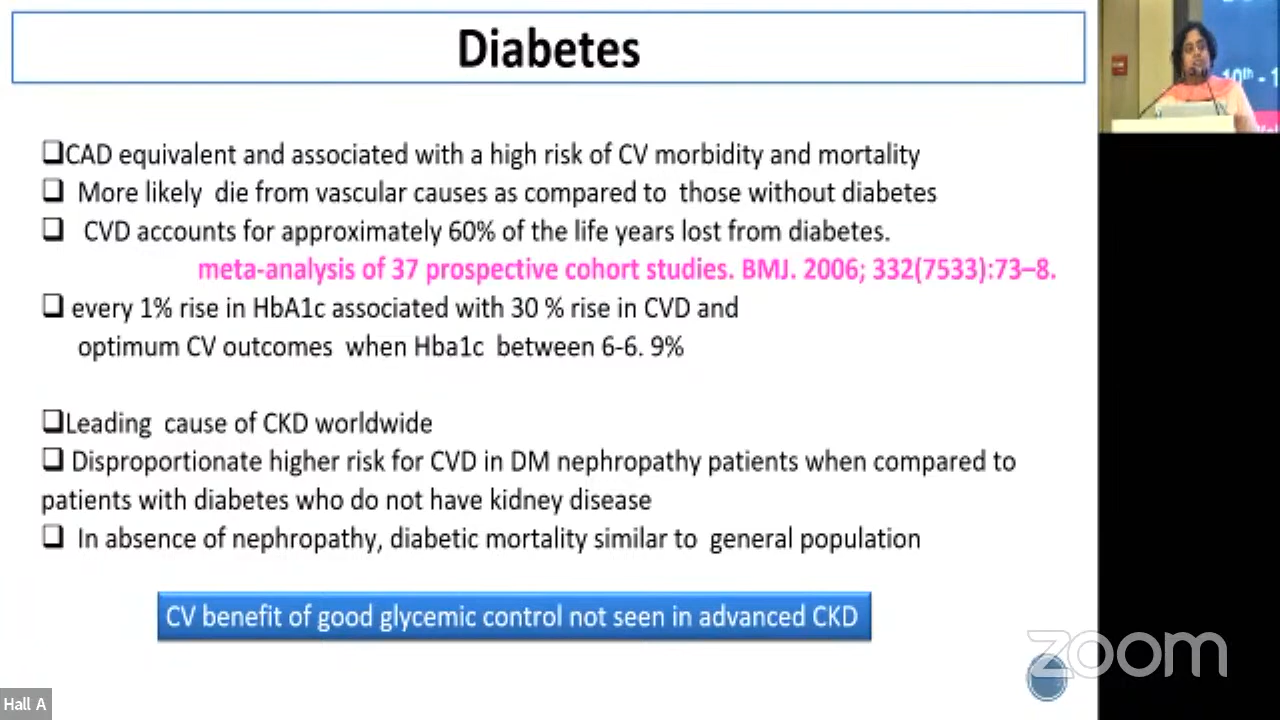 Diabetes
CAD equivalent and associated with a high risk of CV morbidity and mortality
More likely die from vascular causes as compared to those without diabetes
CVD accounts for approximately 60% of the life years lost from diabetes.
meta-analysis of 37 prospective cohort studies. BMJ. 2006; 332(7533):73–8.
every 1% rise in HbA1c associated with 30 % rise in CVD and
optimum CV outcomes when Hba1c between 6-6. 9%
Leading cause of CKD worldwide
Disproportionate higher risk for CVD in DM nephropathy patients when compared to
patients with diabetes who do not have kidney disease
In absence of nephropathy, diabetic mortality similar to general population
CV benefit of good glycemic control not seen in advanced CKD
zoom
Hall A
10th - 1